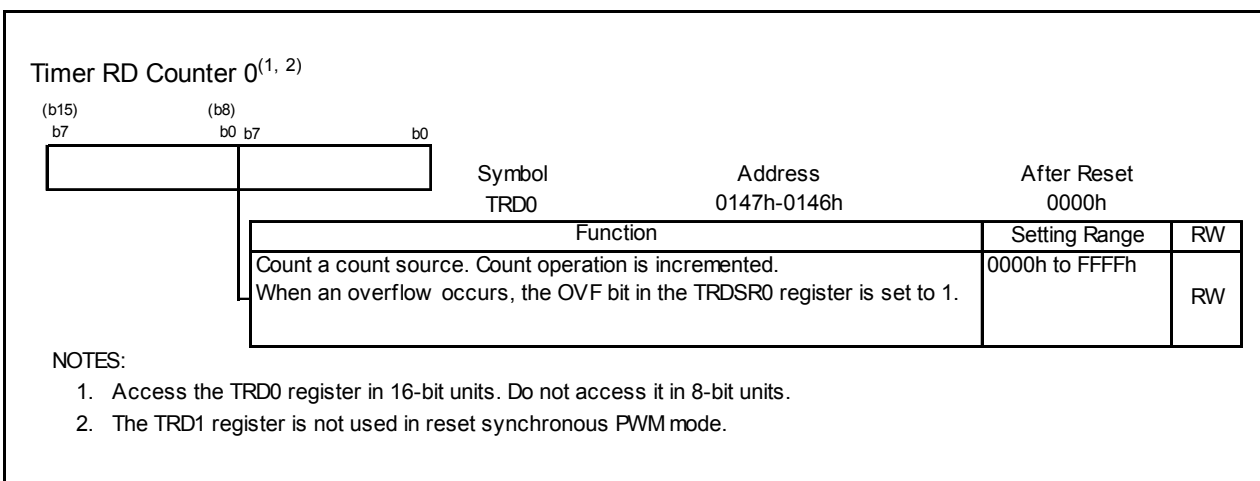 Timer RD Counter 0(1, 2)
(b15) (b8)
b7 b0 b7 b0
Symbol Address After Reset
TRD0 0147h-0146h 0000h
Function Setting Range RW
Count a count source. Count operation is incremented. 0000h to FFFFh
When an overflow occurs, the OVF bit in the TRDSR0 register is set to 1. RW
NOTES:
1. Access the TRD0 register in 16-bit units. Do not access it in 8-bit units.
2. The TRD1 register is not used in reset synchronous PWM mode.